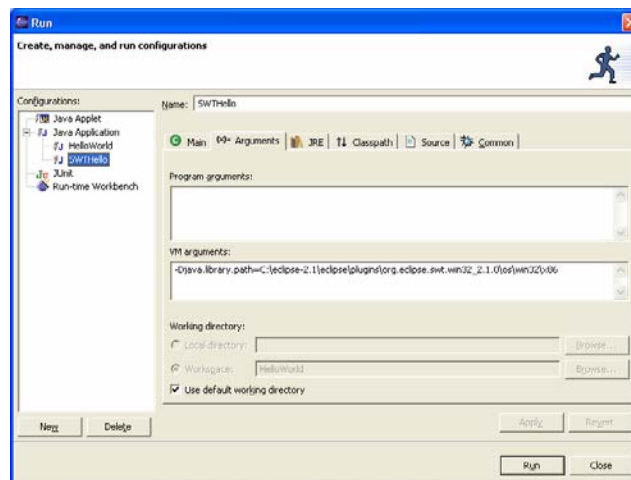 Run
Create, manage, and run configurations
Configurations:
Java Applet
Java Application
HelloWorld
SWTHello
JUnit
Run-time Workbench
New
Delete
Name: SWTHello
Main
(x)= Arguments
JRE
Classpath
Source
Common
Program arguments:
VM arguments:
-Djava.library.path=C:\eclipse-2.1\eclipse\plugins\org.eclipse.swt.win32_2.1.0\os\win32\x86
Working directory:
Local directory:
Browse...
Workspace:
HelloWorld
Browse...
Use default working directory
Apply
Revert
Run
Close